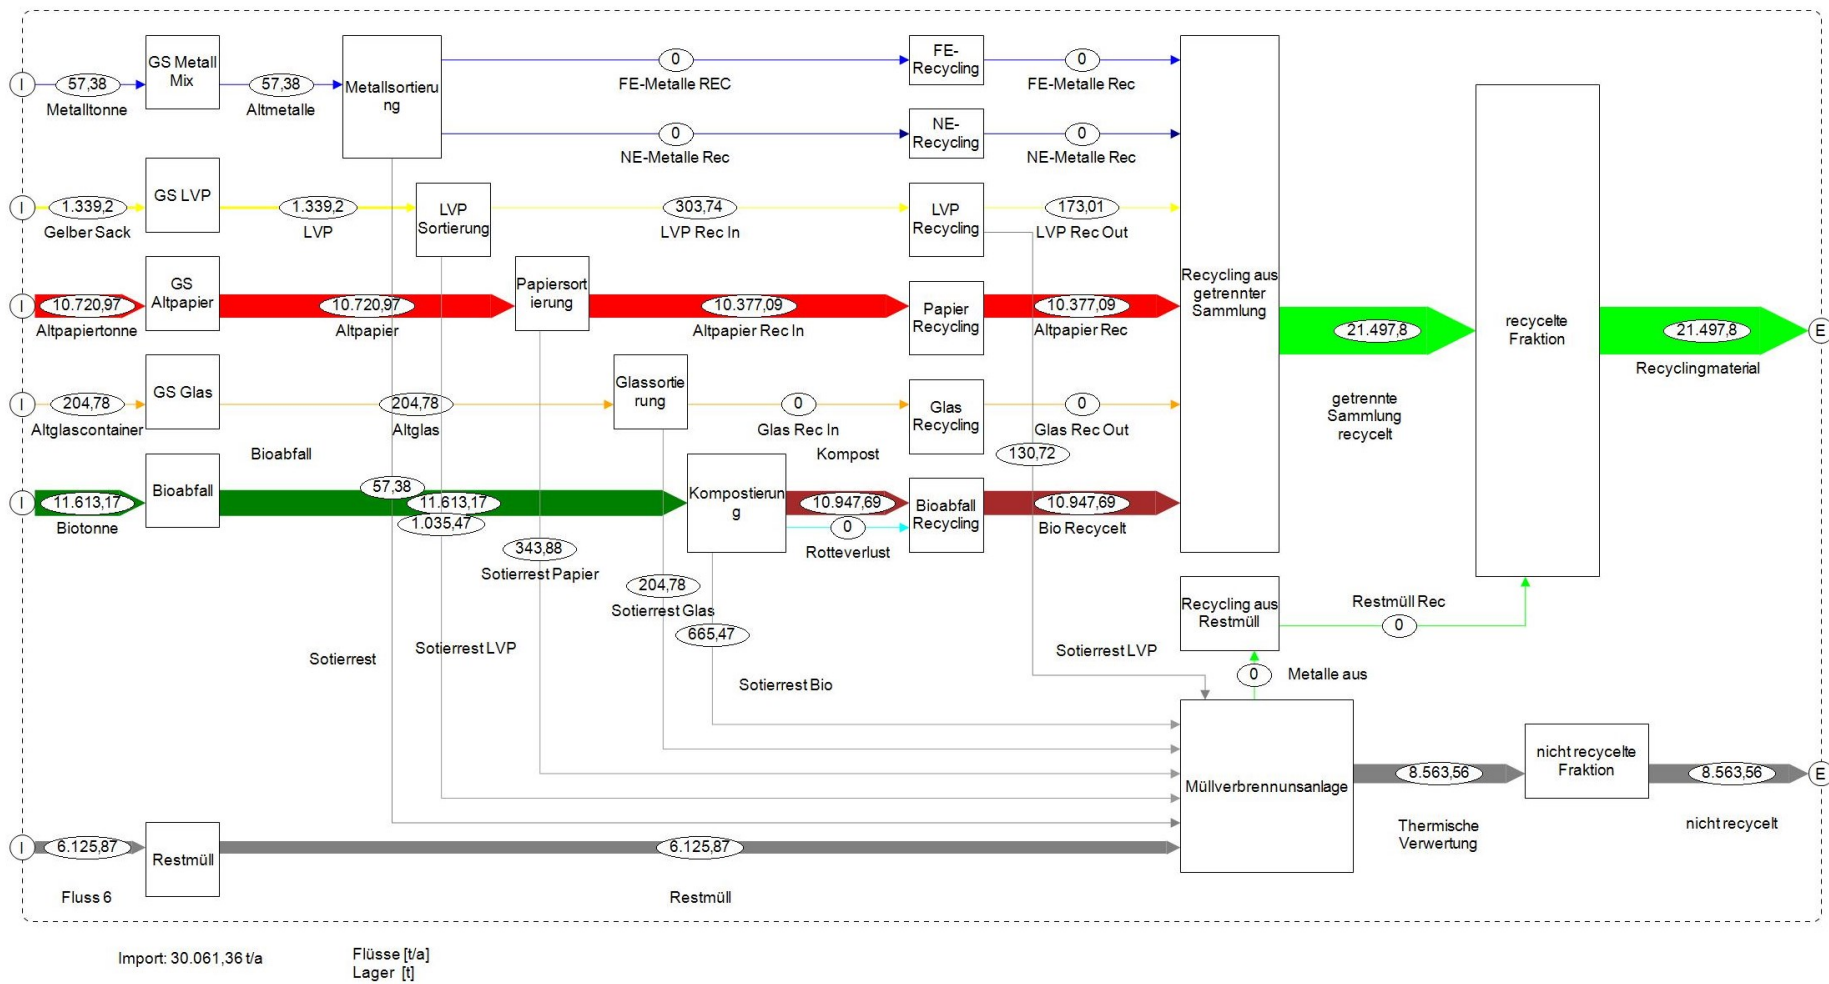 GS Metall
Mix
57,38
Metalltonne
57,38
Altmetalle
Metallsortieru
ng
0
FE-Metalle REC
FE-
Recycling
0
FE-Metalle Rec
0
NE-Metalle Rec
NE-
Recycling
0
NE-Metalle Rec
I
I
1.339,2
Gelber Sack
GS LVP
1.339,2
LVP
LVP
Sortierung
303,74
LVP Rec In
LVP
Recycling
173,01
LVP Rec Out
I
10.720,97
Altpapiertonne
GS
Altpapier
10.720,97
Altpapier
Papiersort
ierung
10.377,09
Altpapier Rec In
Papier
Recycling
10.377,09
Altpapier Rec
Recycling aus
getrennter
Sammlung
21.497,8
getrennte
Sammlung
recycelt
recycelte
Fraktion
21.497,8
Recyclingmaterial
E
I
204,78
Altglascontainer
GS Glas
204,78
Altglas
Glassortie
rung
0
Glas Rec In
Glas
Recycling
0
Glas Rec Out
130,72
Bioabfall
Kompost
I
11.613,17
Biotonne
Bioabfall
57,38
11.613,17
1.035,47
Kompostierun
g
10.947,69
0
Rotteverlust
Bioabfall
Recycling
10.947,69
Bio Recycelt
343,88
Sotierrest Papier
204,78
Sotierrest Glas
665,47
Sotierrest
Sotierrest LVP
Sotierrest Bio
Sotierrest LVP
Recycling aus
Restmüll
Restmüll Rec
0
0
Metalle aus
Müllverbrennunsanlage
8.563,56
Thermische
Verwertung
nicht recycelte
Fraktion
8.563,56
nicht recycelt
E
I
6.125,87
Fluss 6
Restmüll
6.125,87
Restmüll
Import: 30.061,36 t/a
Flüsse [t/a]
Lager [t]